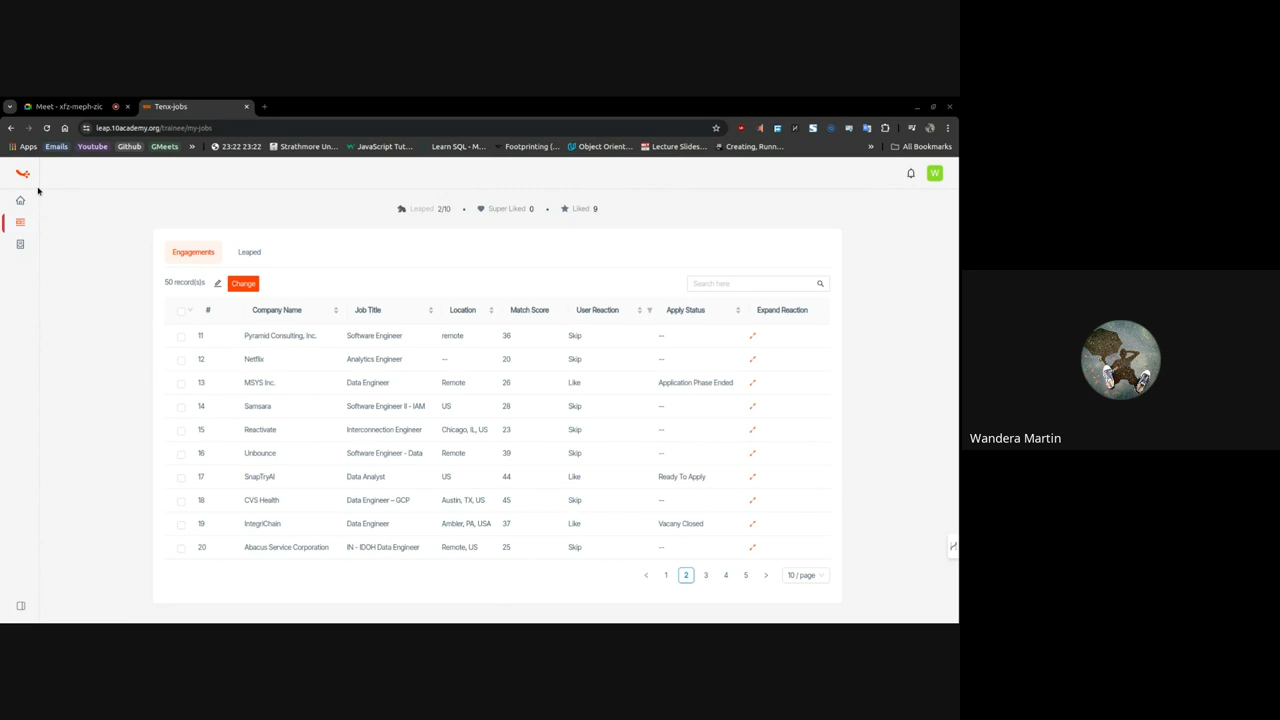 Meet - xfz-meph-zic
Tenx-jobs
leap.10academy.org/trainee/my-jobs
Apps Emails Youtube Github GMeets » 23:22 23:22 Strathmore Un... JavaScript Tut... Learn SQL - M... Footprinting (... Object Orient... Lecture Slides... Creating, Runn... » All Bookmarks
W
Leaped 2/10 • Super Liked 0 • Liked 9
Engagements Leaped
50 record(s) Change Search here
# Company Name Job Title Location Match Score User Reaction Apply Status Expand Reaction
11 Pyramid Consulting, Inc. Software Engineer remote 36 Skip --
12 Netflix Analytics Engineer -- 20 Skip --
13 MSYS Inc. Data Engineer Remote 26 Like Application Phase Ended
14 Samsara Software Engineer II - IAM US 28 Skip --
15 Reactivate Interconnection Engineer Chicago, IL, US 23 Skip --
16 Unbounce Software Engineer - Data Remote 39 Skip --
17 SnapTryAI Data Analyst US 44 Like Ready To Apply
18 CVS Health Data Engineer – GCP Austin, TX, US 45 Skip --
19 IntegriChain Data Engineer Ambler, PA, USA 37 Like Vacany Closed
20 Abacus Service Corporation IN - IDOH Data Engineer Remote, US 25 Skip --
< 1 2 3 4 5 > 10 / page
Wandera Martin